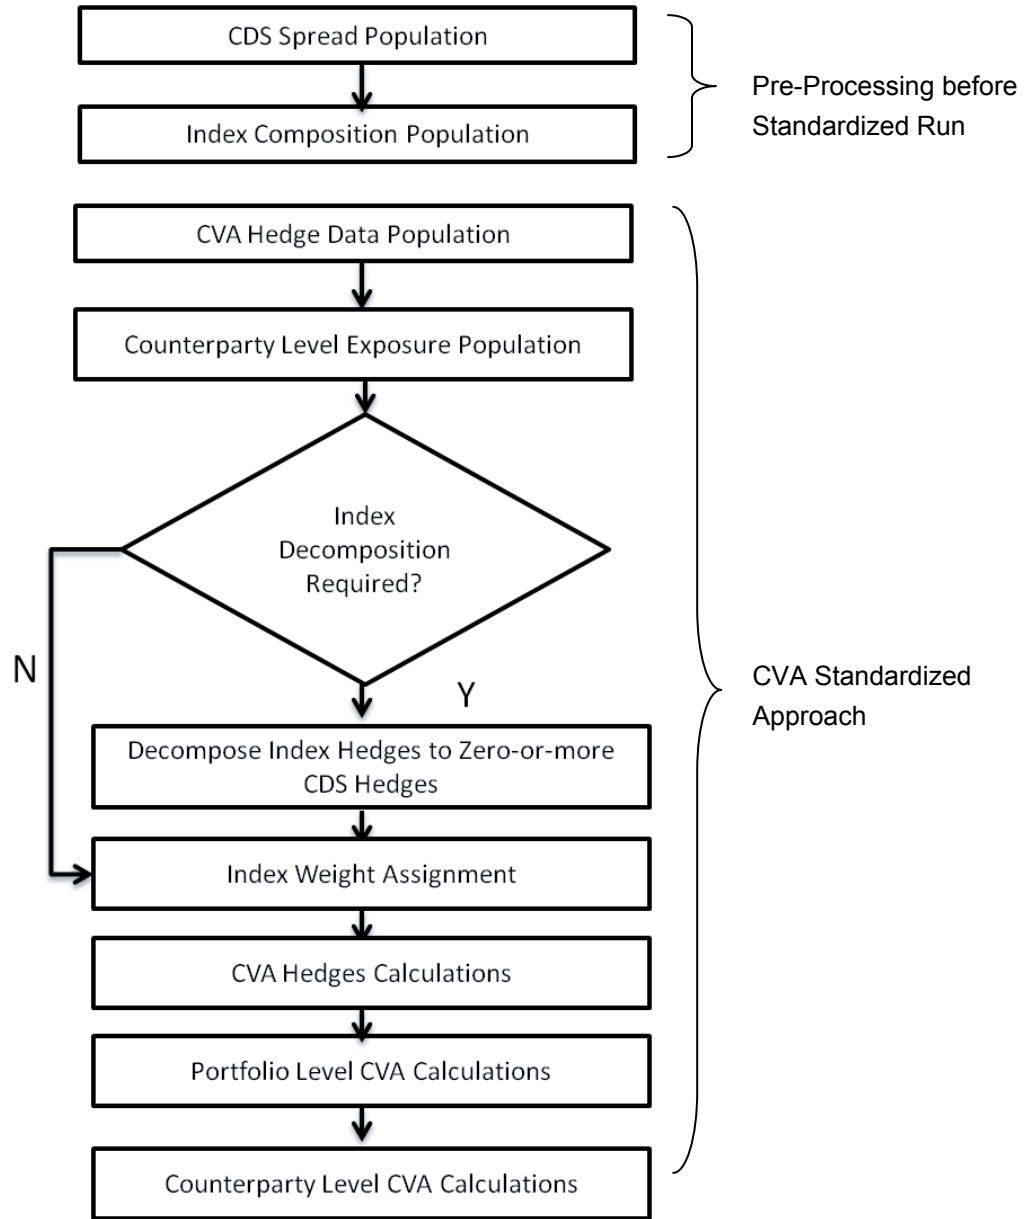 CDS Spread Population
Index Composition Population
Pre-Processing before
Standardized Run
CVA Hedge Data Population
Counterparty Level Exposure Population
Index
Decomposition
Required?
N
Y
CVA Standardized
Approach
Decompose Index Hedges to Zero-or-more
CDS Hedges
Index Weight Assignment
CVA Hedges Calculations
Portfolio Level CVA Calculations
Counterparty Level CVA Calculations